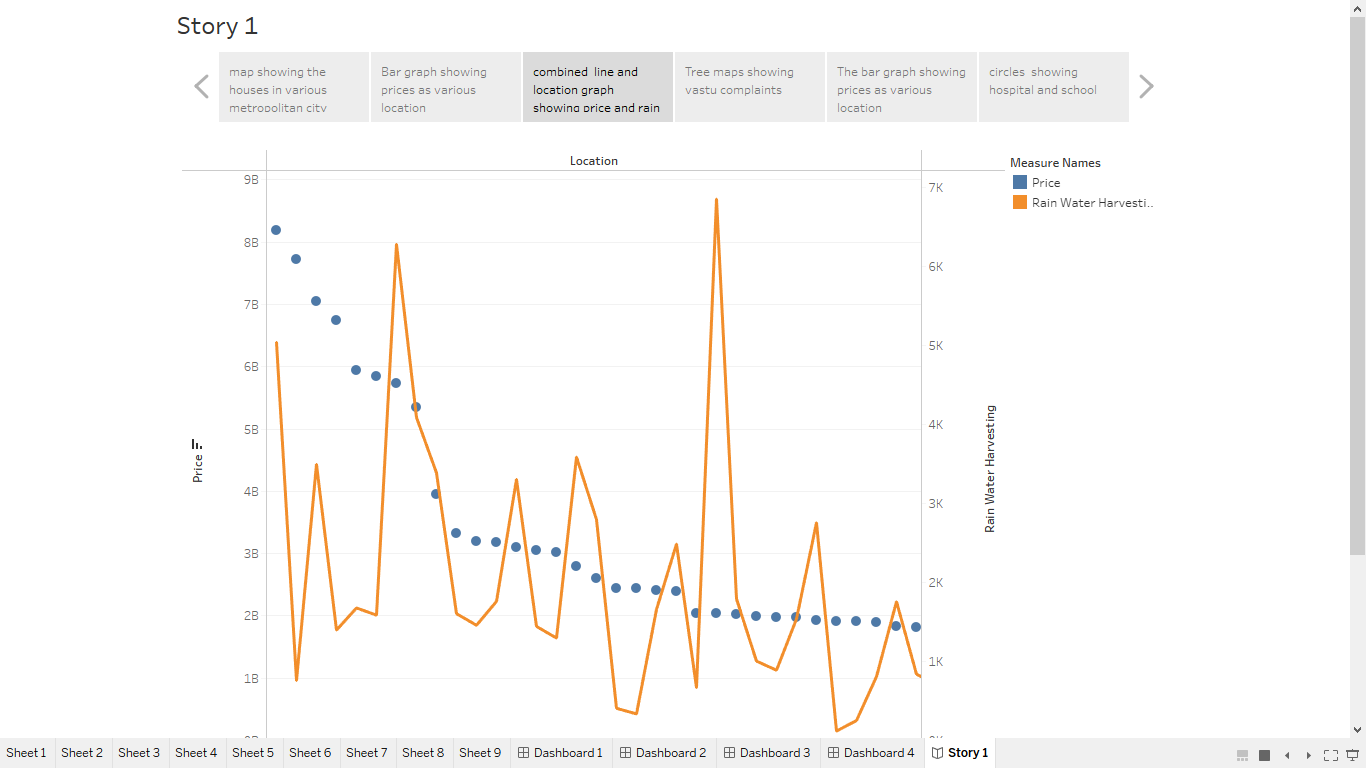 Story 1
map showing the
houses in various
metropolitan city
Bar graph showing
prices as various
location
combined line and
location graph
showing price and rain
Tree maps showing
vastu complaints
The bar graph showing
prices as various
location
circles showing
hospital and school
Location
Measure Names
Price
Rain Water Harvesti..
9B
8B
7B
6B
5B
4B
3B
2B
1B
Price
7K
6K
5K
4K
3K
2K
1K
Rain Water Harvesting
Sheet 1 Sheet 2 Sheet 3 Sheet 4 Sheet 5 Sheet 6 Sheet 7 Sheet 8 Sheet 9 Dashboard 1 Dashboard 2 Dashboard 3 Dashboard 4 Story 1